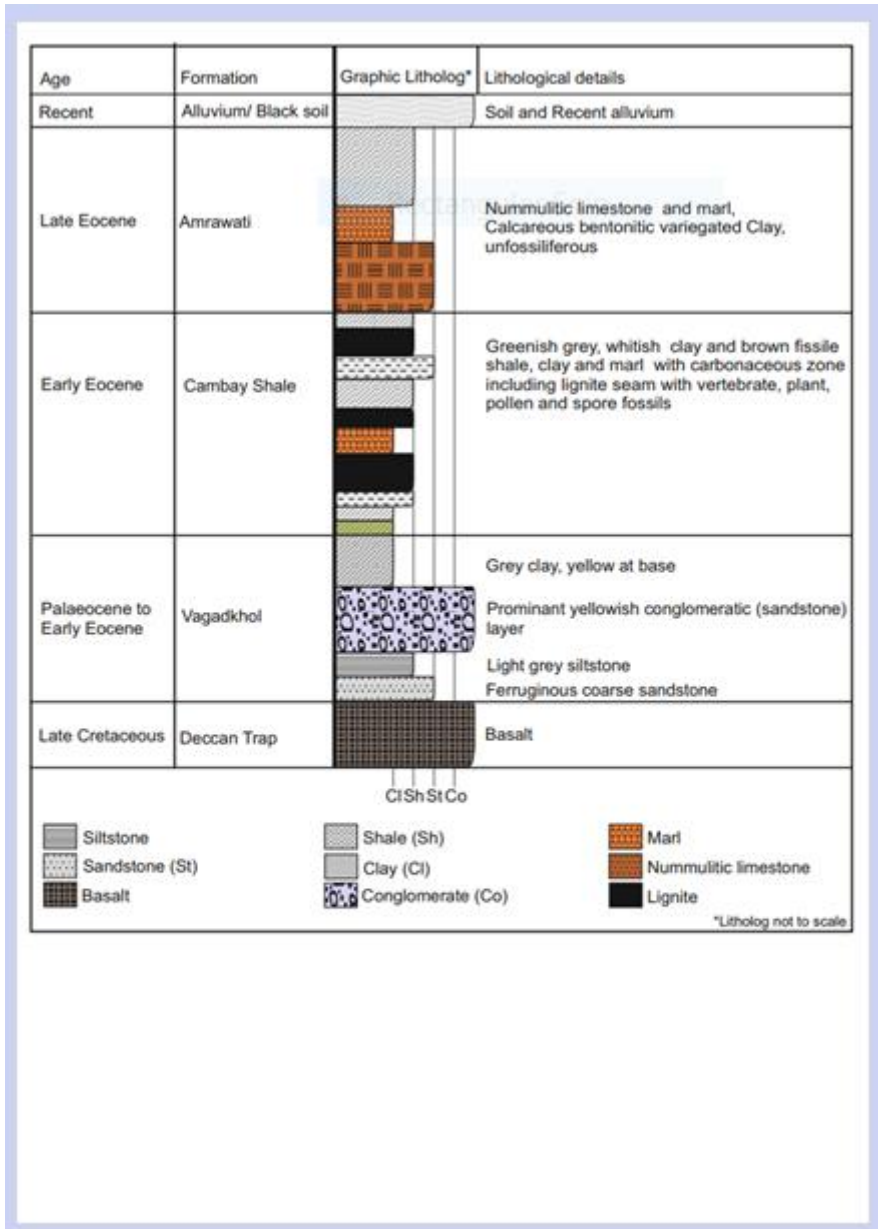 Age Formation Graphic Litholog* Lithological details
Recent Alluvium/ Black soil Soil and Recent alluvium
Late Eocene Amrawati Nummulitic limestone and marl,
Calcareous bentonitic variegated Clay,
unfossiliferous
Early Eocene Cambay Shale Greenish grey, whitish clay and brown fissile
shale, clay and marl with carbonaceous zone
including lignite seam with vertebrate, plant,
pollen and spore fossils
Palaeocene to
Early Eocene
Vagadkhol
Grey clay, yellow at base
Prominant yellowish conglomeratic (sandstone)
layer
Light grey siltstone
Ferruginous coarse sandstone
Late Cretaceous Deccan Trap Basalt
Cl Sh St Co
Siltstone Shale (Sh) Marl
Sandstone (St) Clay (Cl) Nummulitic limestone
Basalt Conglomerate (Co) Lignite
*Litholog not to scale